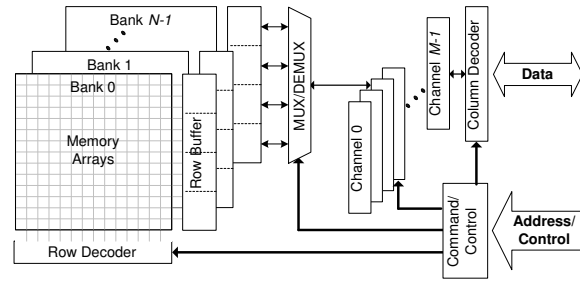 Bank N-1
Bank 1
Bank 0
Memory
Arrays
Row Buffer
Row Decoder
MUX/DEMUX
Channel 0
Channel M-1
Column Decoder
Data
Command/
Control
Address/
Control